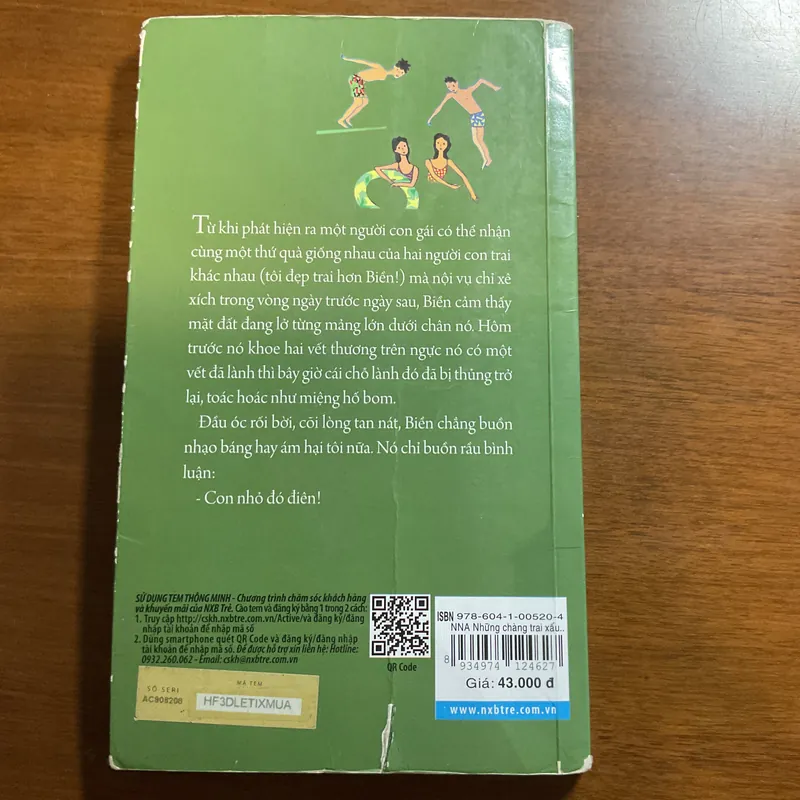 Từ khi phát hiện ra một người con gái có thể nhận
cùng một thứ quà giống nhau của hai người con trai
khác nhau (tôi đẹp trai hơn Biền!) mà nội vụ chỉ xê
xích trong vòng ngày trước ngày sau, Biền cảm thấy
mặt đất đang lở từng mảng lớn dưới chân nó. Hôm
trước nó khoe hai vết thương trên ngực nó có một
vết đã lành thì bây giờ cái chỗ lành đó đã bị thủng trở
lại, toác hoác như miệng hố bom.
Đầu óc rối bời, cõi lòng tan nát, Biền chẳng buồn
nhạo báng hay ám hại tôi nữa. Nó chỉ buồn rầu bình
luận:
- Con nhỏ đó điên!
SỬ DỤNG TEM THÔNG MINH - Chương trình chăm sóc khách hàng
và khuyến mãi của NXB Trẻ. Cào tem và đăng ký bằng 1 trong 2 cách:
1. Truy cập http://cskh.nxbtre.com.vn/Active/và đăng ký/đăng
nhập tài khoản để nhập mã số
2. Dùng smartphone quét QR Code và đăng ký/đăng nhập
tài khoản để nhập mã số. Để được hỗ trợ xin liên hệ: Hotline:
0932.260.062 - Email: cskh@nxbtre.com.vn
QR Code
SỐ SERI
AC908208
MÃ TEM
HF3DLETIXMUA
ISBN 978-604-1-00520-4
NNA Những chàng trai xấu..
8 934974 124627
Giá: 43.000 đ
www.nxbtre.com.vn